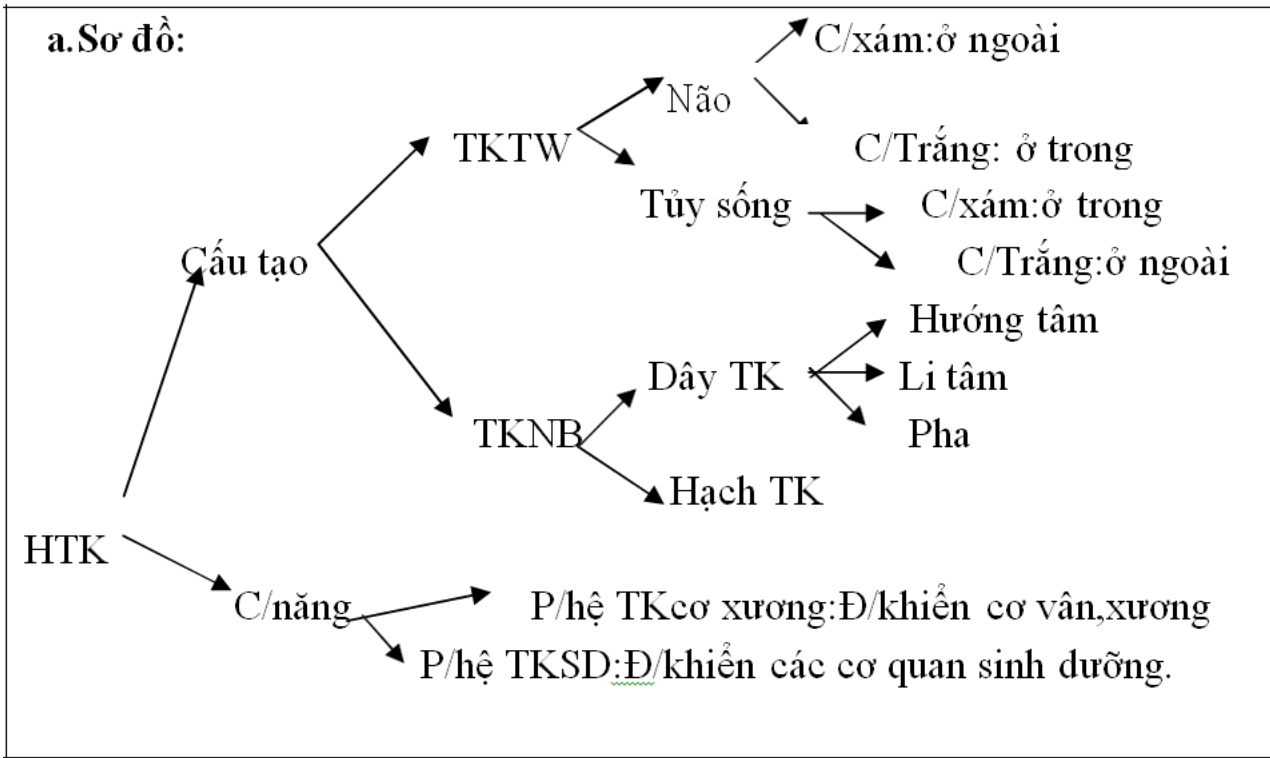 a.Sơ đồ:
C/xám:ở ngoài
Não
TKTW
C/Trắng: ở trong
Tủy sống
C/xám:ở trong
Cấu tạo
C/Trắng:ở ngoài
Hướng tâm
Dây TK
Li tâm
TKNB
Pha
Hạch TK
HTK
C/năng
P/hệ TKcơ xương:Đ/khiển cơ vân,xương
P/hệ TKSD:Đ/khiển các cơ quan sinh dưỡng.